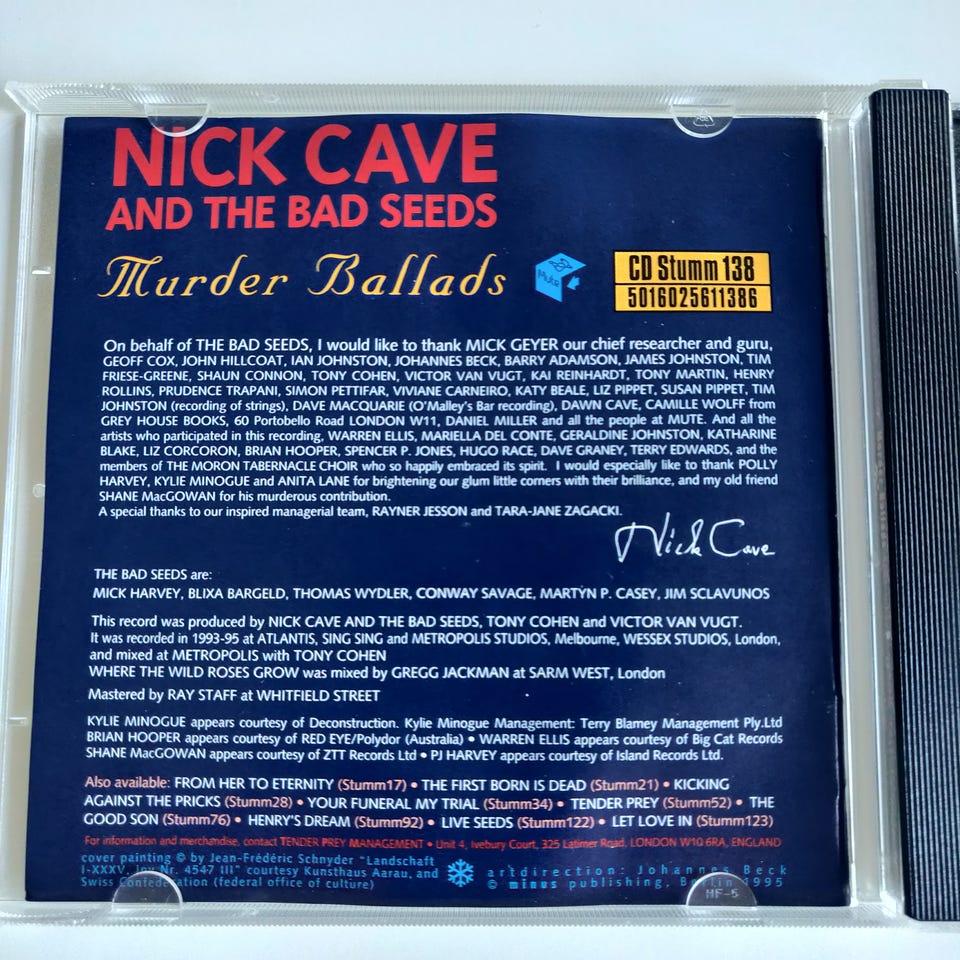 NICK CAVE
AND THE BAD SEEDS
Murder Ballads
Mute
CD Stumm 138
5016025611386
On behalf of THE BAD SEEDS, I would like to thank MICK GEYER our chief researcher and guru,
GEOFF COX, JOHN HILLCOAT, IAN JOHNSTON, JOHANNES BECK, BARRY ADAMSON, JAMES JOHNSTON, TIM
FRIESE-GREENE, SHAUN CONNON, TONY COHEN, VICTOR VAN VUGT, KAI REINHARDT, TONY MARTIN, HENRY
ROLLINS, PRUDENCE TRAPANI, SIMON PETTIFAR, VIVIANE CARNEIRO, KATY BEALE, LIZ PIPPET, SUSAN PIPPET, TIM
JOHNSTON (recording of strings), DAVE MACQUARIE (O'Malley's Bar recording), DAWN CAVE, CAMILLE WOLFF from
GREY HOUSE BOOKS, 60 Portobello Road LONDON W11, DANIEL MILLER and all the people at MUTE. And all the
artists who participated in this recording, WARREN ELLIS, MARIELLA DEL CONTE, GERALDINE JOHNSTON, KATHARINE
BLAKE, LIZ CORCORON, BRIAN HOOPER, SPENCER P. JONES, HUGO RACE, DAVE GRANEY, TERRY EDWARDS, and the
members of THE MORON TABERNACLE CHOIR who so happily embraced its spirit. I would especially like to thank POLLY
HARVEY, KYLIE MINOGUE and ANITA LANE for brightening our glum little corners with their brilliance, and my old friend
SHANE MacGOWAN for his murderous contribution.
A special thanks to our inspired managerial team, RAYNER JESSON and TARA-JANE ZAGACKI.
Nick Cave
THE BAD SEEDS are:
MICK HARVEY, BLIXA BARGELD, THOMAS WYDLER, CONWAY SAVAGE, MARTYN P. CASEY, JIM SCLAVUNOS
This record was produced by NICK CAVE AND THE BAD SEEDS, TONY COHEN and VICTOR VAN VUGT.
It was recorded in 1993-95 at ATLANTIS, SING SING and METROPOLIS STUDIOS, Melbourne, WESSEX STUDIOS, London,
and mixed at METROPOLIS with TONY COHEN
WHERE THE WILD ROSES GROW was mixed by GREGG JACKMAN at SARM WEST, London
Mastered by RAY STAFF at WHITFIELD STREET
KYLIE MINOGUE appears courtesy of Deconstruction. Kylie Minogue Management: Terry Blamey Management Ply.Ltd
BRIAN HOOPER appears courtesy of RED EYE/Polydor (Australia) • WARREN ELLIS appears courtesy of Big Cat Records
SHANE MacGOWAN appears courtesy of ZTT Records Ltd • PJ HARVEY appears courtesy of Island Records Ltd.
Also available: FROM HER TO ETERNITY (Stumm17) • THE FIRST BORN IS DEAD (Stumm21) • KICKING
AGAINST THE PRICKS (Stumm28) • YOUR FUNERAL MY TRIAL (Stumm34) • TENDER PREY (Stumm52) • THE
GOOD SON (Stumm76) • HENRY'S DREAM (Stumm92) • LIVE SEEDS (Stumm122) • LET LOVE IN (Stumm123)
For information and merchandise, contact TENDER PREY MANAGEMENT • Unit 4, Ivebury Court, 325 Latimer Road, LONDON W10 6RA, ENGLAND
cover painting © by Jean-Frédéric Schnyder "Landschaft
I-XXXV, Inv Nr. 4547 III" courtesy Kunsthaus Aarau, and
Swiss Confederation (federal office of culture)
artdirection: Johannes Beck
© minus publishing, Berlin 1995
HF-5